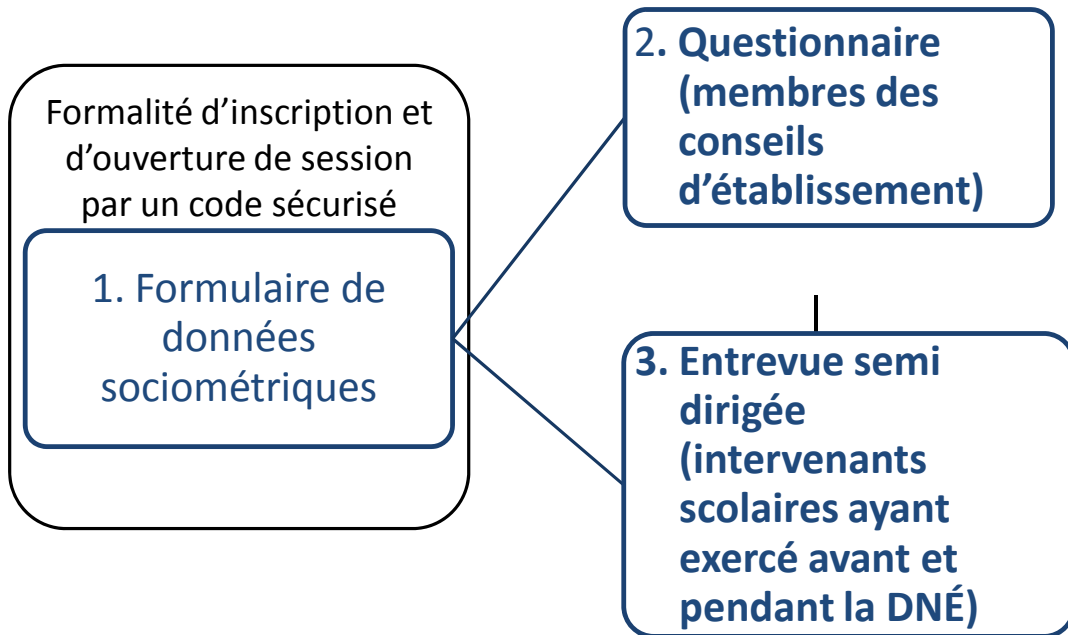 Formalité d’inscription et
d’ouverture de session
par un code sécurisé
1. Formulaire de
données
sociométriques
2. Questionnaire
(membres des
conseils
d’établissement)
3. Entrevue semi
dirigée
(intervenants
scolaires ayant
exercé avant et
pendant la DNÉ)